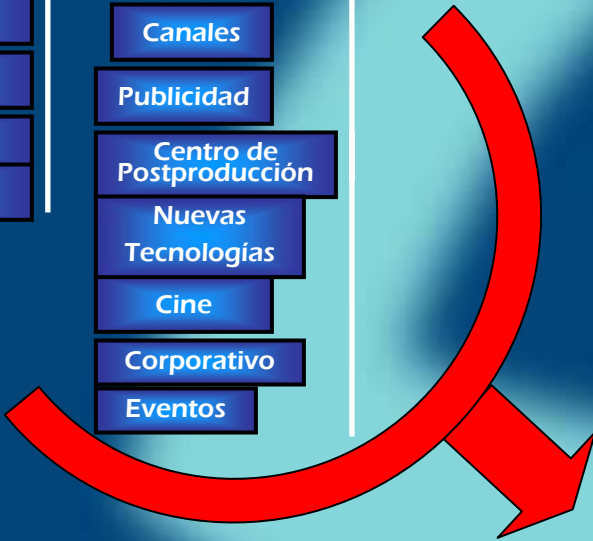 Canales
Publicidad
Centro de
Postproducción
Nuevas
Tecnologías
Cine
Corporativo
Eventos